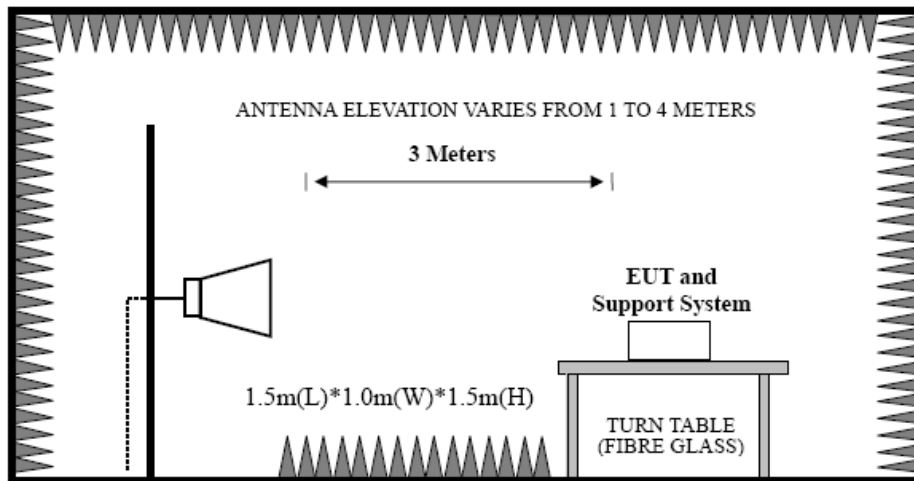 ANTENNA ELEVATION VARIES FROM 1 TO 4 METERS
3 Meters
EUT and
Support System
1.5m(L)*1.0m(W)*1.5m(H)
TURN TABLE
(FIBRE GLASS)